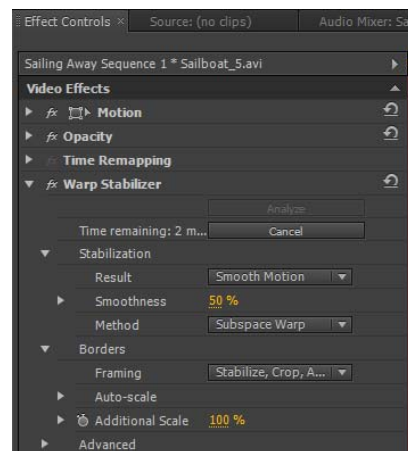 Effect Controls × Source: (no clips) Audio Mixer: Sa
Sailing Away Sequence 1 * Sailboat_5.avi
Video Effects
fx Motion
fx Opacity
fx Time Remapping
fx Warp Stabilizer
Analyze
Time remaining: 2 m... Cancel
Stabilization
Result Smooth Motion
Smoothness 50 %
Method Subspace Warp
Borders
Framing Stabilize, Crop, A...
Auto-scale
Additional Scale 100 %
Advanced